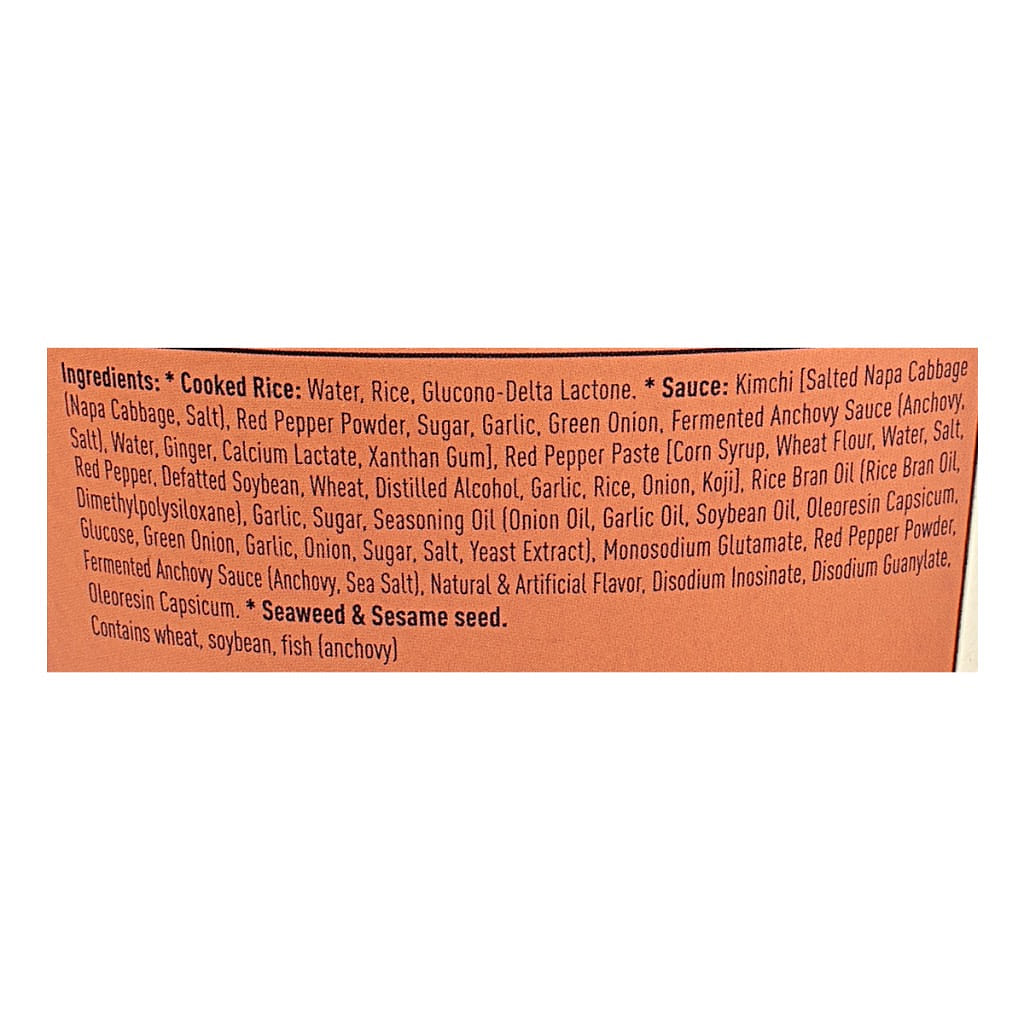 Ingredients: * Cooked Rice: Water, Rice, Glucono-Delta Lactone. * Sauce: Kimchi [Salted Napa Cabbage
(Napa Cabbage, Salt), Red Pepper Powder, Sugar, Garlic, Green Onion, Fermented Anchovy Sauce (Anchovy,
Salt), Water, Ginger, Calcium Lactate, Xanthan Gum], Red Pepper Paste [Corn Syrup, Wheat Flour, Water, Salt,
Red Pepper, Defatted Soybean, Wheat, Distilled Alcohol, Garlic, Rice, Onion, Koji], Rice Bran Oil (Rice Bran Oil,
Dimethylpolysiloxane), Garlic, Sugar, Seasoning Oil (Onion Oil, Garlic Oil, Soybean Oil, Oleoresin Capsicum,
Glucose, Green Onion, Garlic, Onion, Sugar, Salt, Yeast Extract), Monosodium Glutamate, Red Pepper Powder,
Fermented Anchovy Sauce (Anchovy, Sea Salt), Natural & Artificial Flavor, Disodium Inosinate, Disodium Guanylate,
Oleoresin Capsicum. * Seaweed & Sesame seed.
Contains wheat, soybean, fish (anchovy)